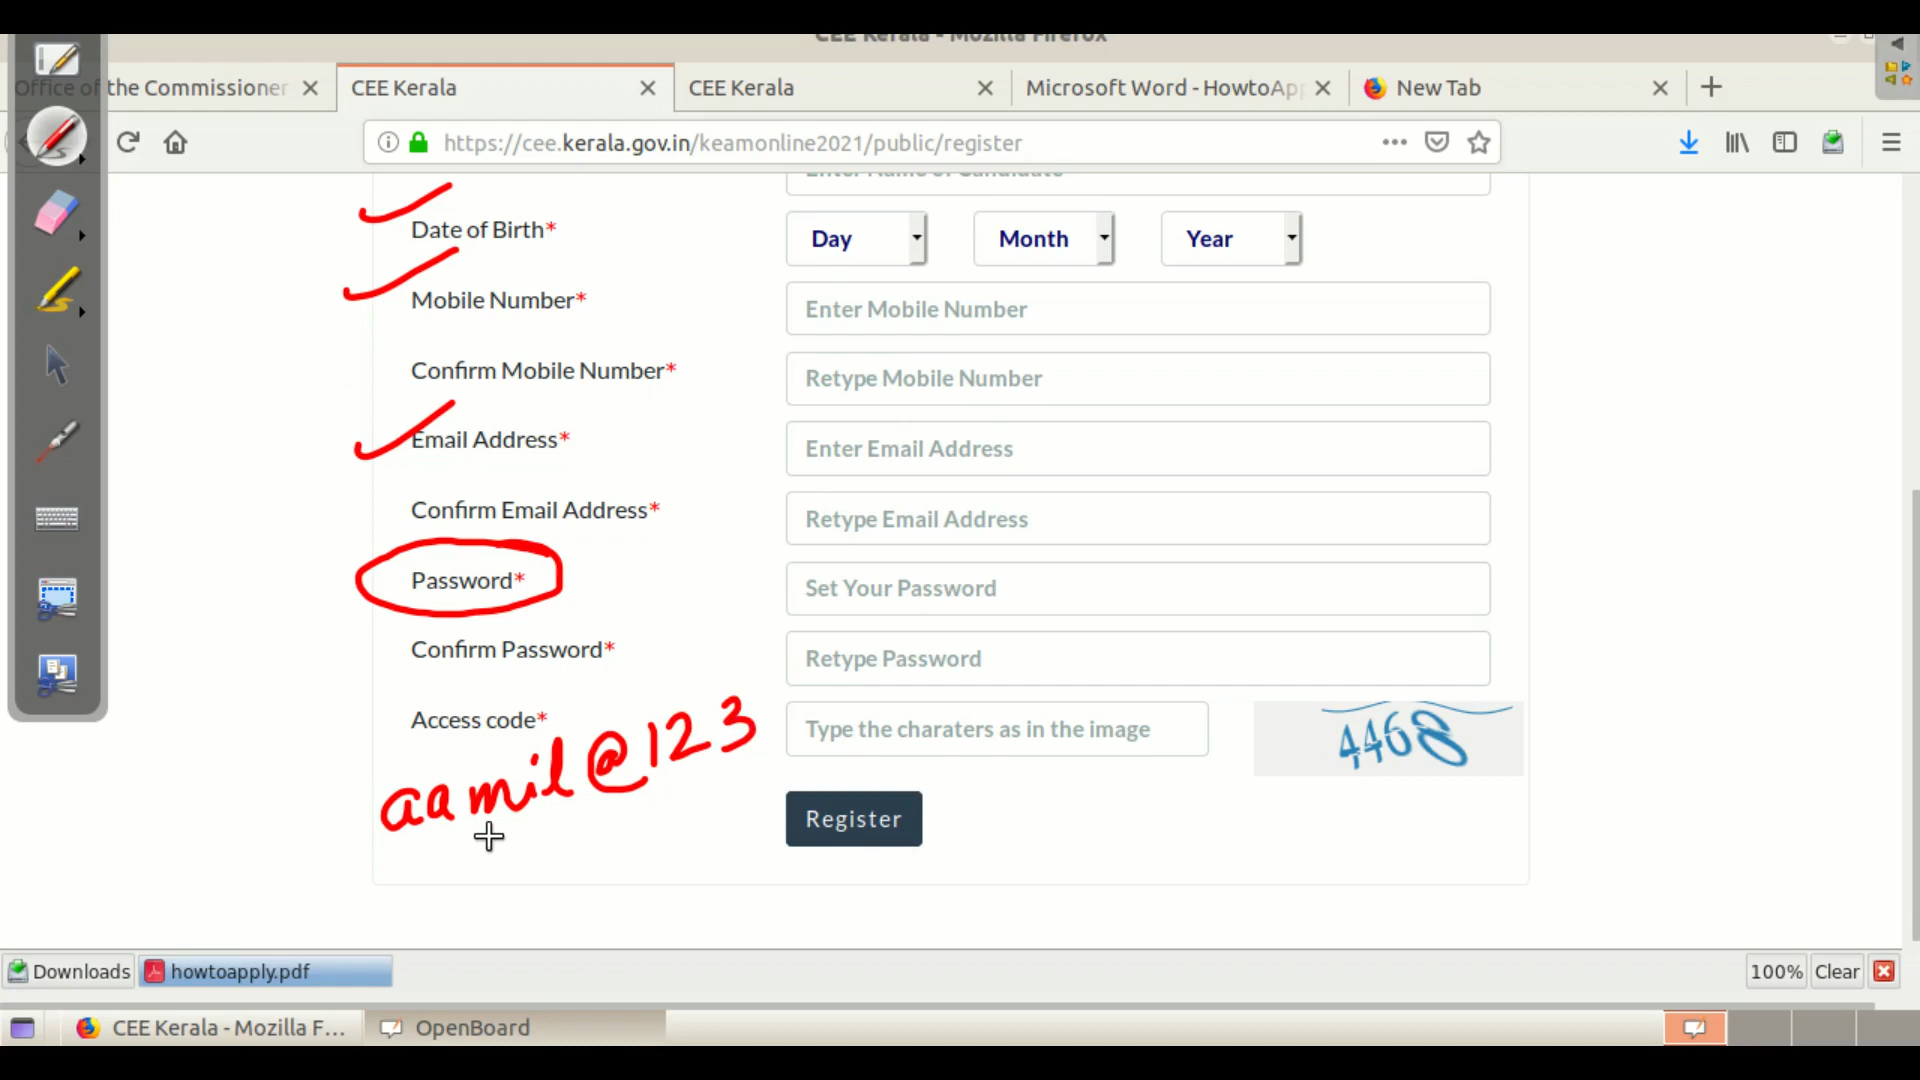 CEE Kerala - Mozilla Firefox
Office of the Commissioner
CEE Kerala
CEE Kerala
Microsoft Word - HowtoAp
New Tab
https://cee.kerala.gov.in/keamonline2021/public/register
Enter Name of Candidate
Date of Birth* Day Month Year
Mobile Number* Enter Mobile Number
Confirm Mobile Number* Retype Mobile Number
Email Address* Enter Email Address
Confirm Email Address* Retype Email Address
Password* Set Your Password
Confirm Password* Retype Password
Access code* Type the charaters as in the image 4468
aamil@123
Register
Downloads howtoapply.pdf 100% Clear
CEE Kerala - Mozilla F... OpenBoard